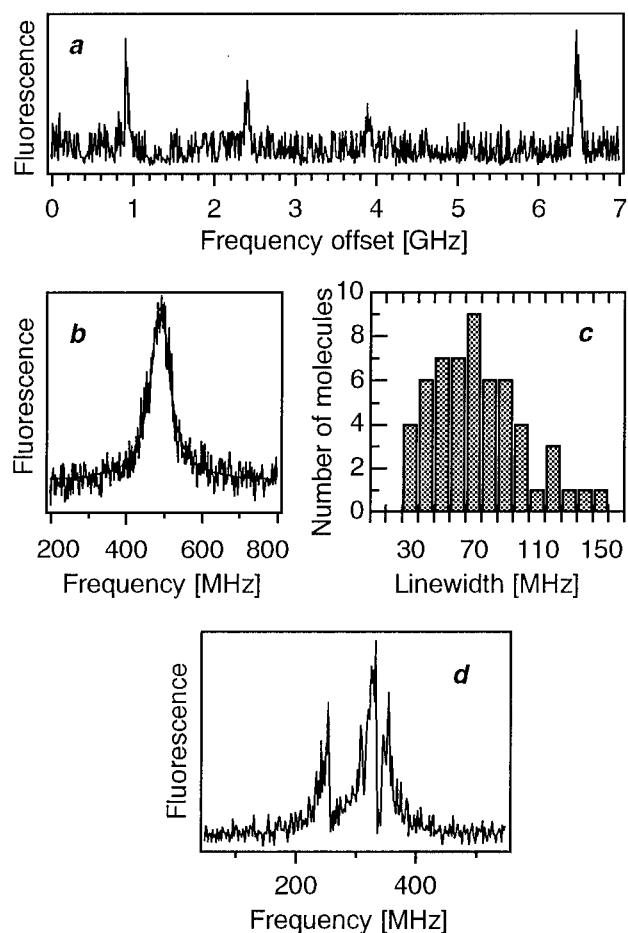 a
Fluorescence
0 1 2 3 4 5 6 7
Frequency offset [GHz]
b
Fluorescence
200 400 600 800
Frequency [MHz]
c
Number of molecules
10
8
6
4
2
0
30 70 110 150
Linewidth [MHz]
d
Fluorescence
200 400
Frequency [MHz]